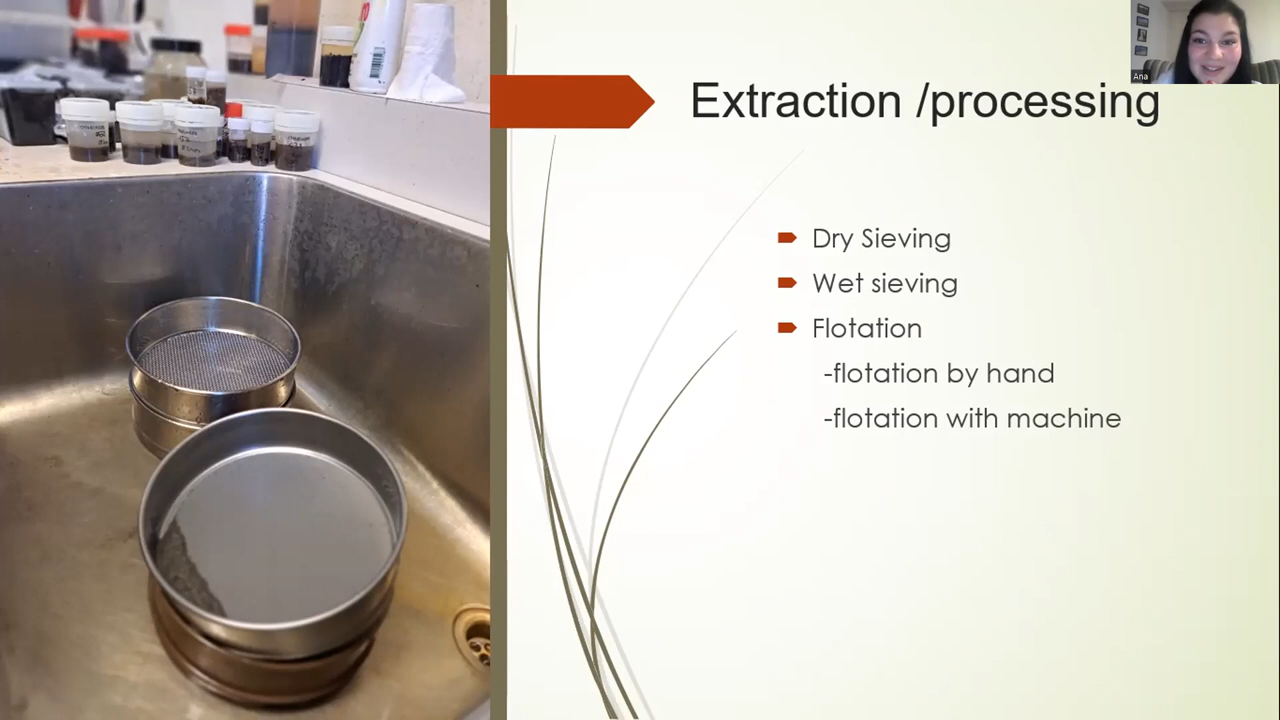 Ana
Extraction /processing
Dry Sieving
Wet sieving
Flotation
-flotation by hand
-flotation with machine